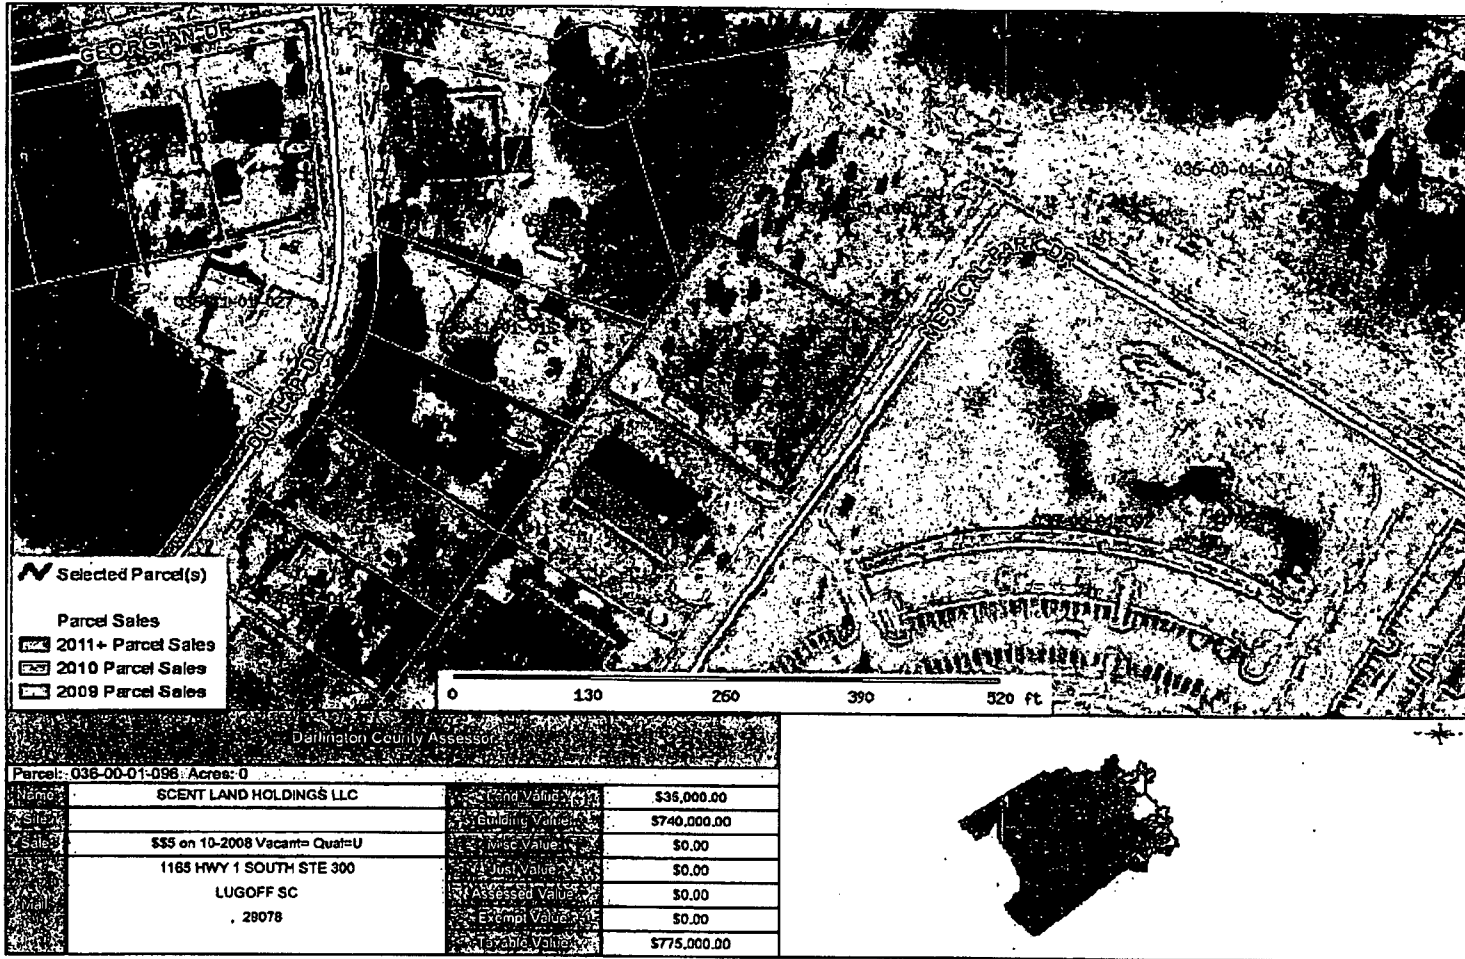 GEORGIAN DR
036-00-01-10
MEDICAL PARK DR
DUNLAP DR
Selected Parcel(s)
Parcel Sales
2011+ Parcel Sales
2010 Parcel Sales
2009 Parcel Sales
0 130 260 390 520 ft
Darlington County Assessor
Parcel: 036-00-01-096 Acres: 0
Name SCENT LAND HOLDINGS LLC Land Value $35,000.00
Site Building Value $740,000.00
Sale $$5 on 10-2008 Vacant= Qual=U Misc Value $0.00
Mail 1165 HWY 1 SOUTH STE 300 Just Value $0.00
LUGOFF SC Assessed Value $0.00
, 29078 Exempt Value $0.00
Taxable Value $775,000.00